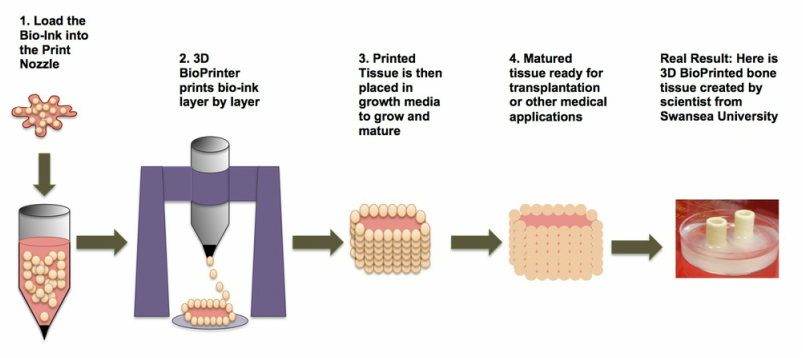 1. Load the
Bio-Ink into
the Print
Nozzle
2. 3D
BioPrinter
prints bio-ink
layer by layer
3. Printed
Tissue is then
placed in
growth media
to grow and
mature
4. Matured
tissue ready for
transplantation
or other medical
applications
Real Result: Here is
3D BioPrinted bone
tissue created by
scientist from
Swansea University